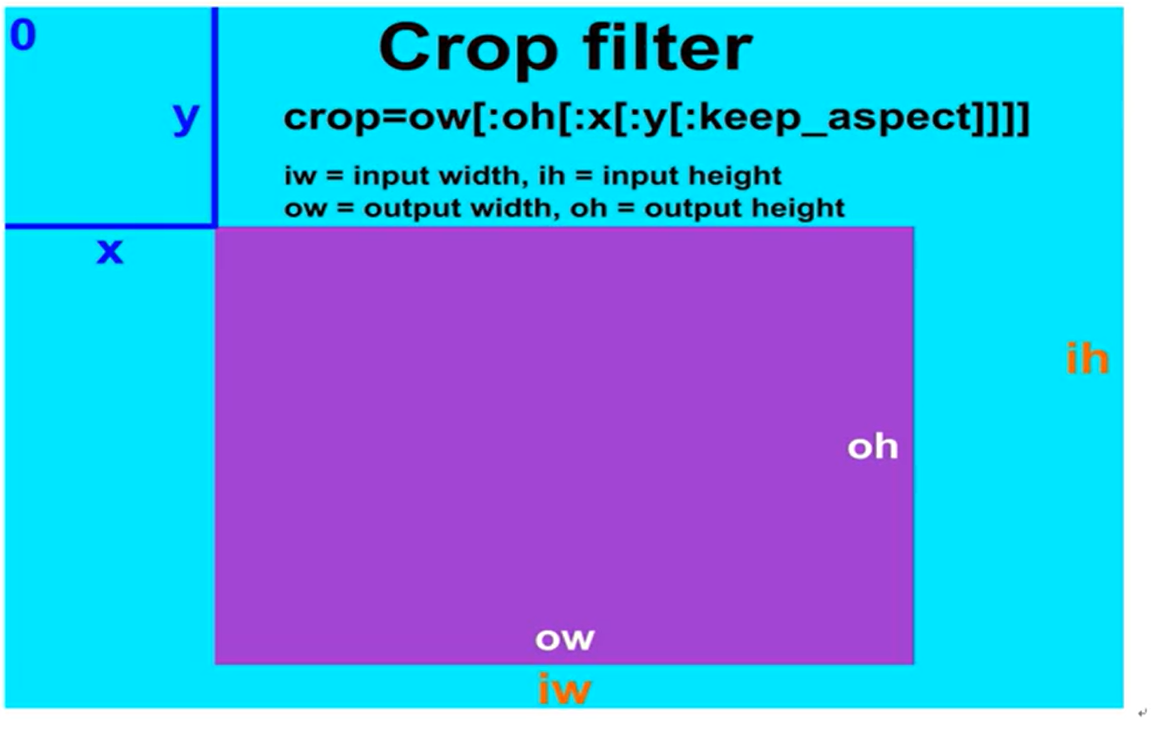 0
Crop filter
y
crop=ow[:oh[:x[:y[:keep_aspect]]]]
iw = input width, ih = input height
ow = output width, oh = output height
x
ih
oh
ow
iw
↵